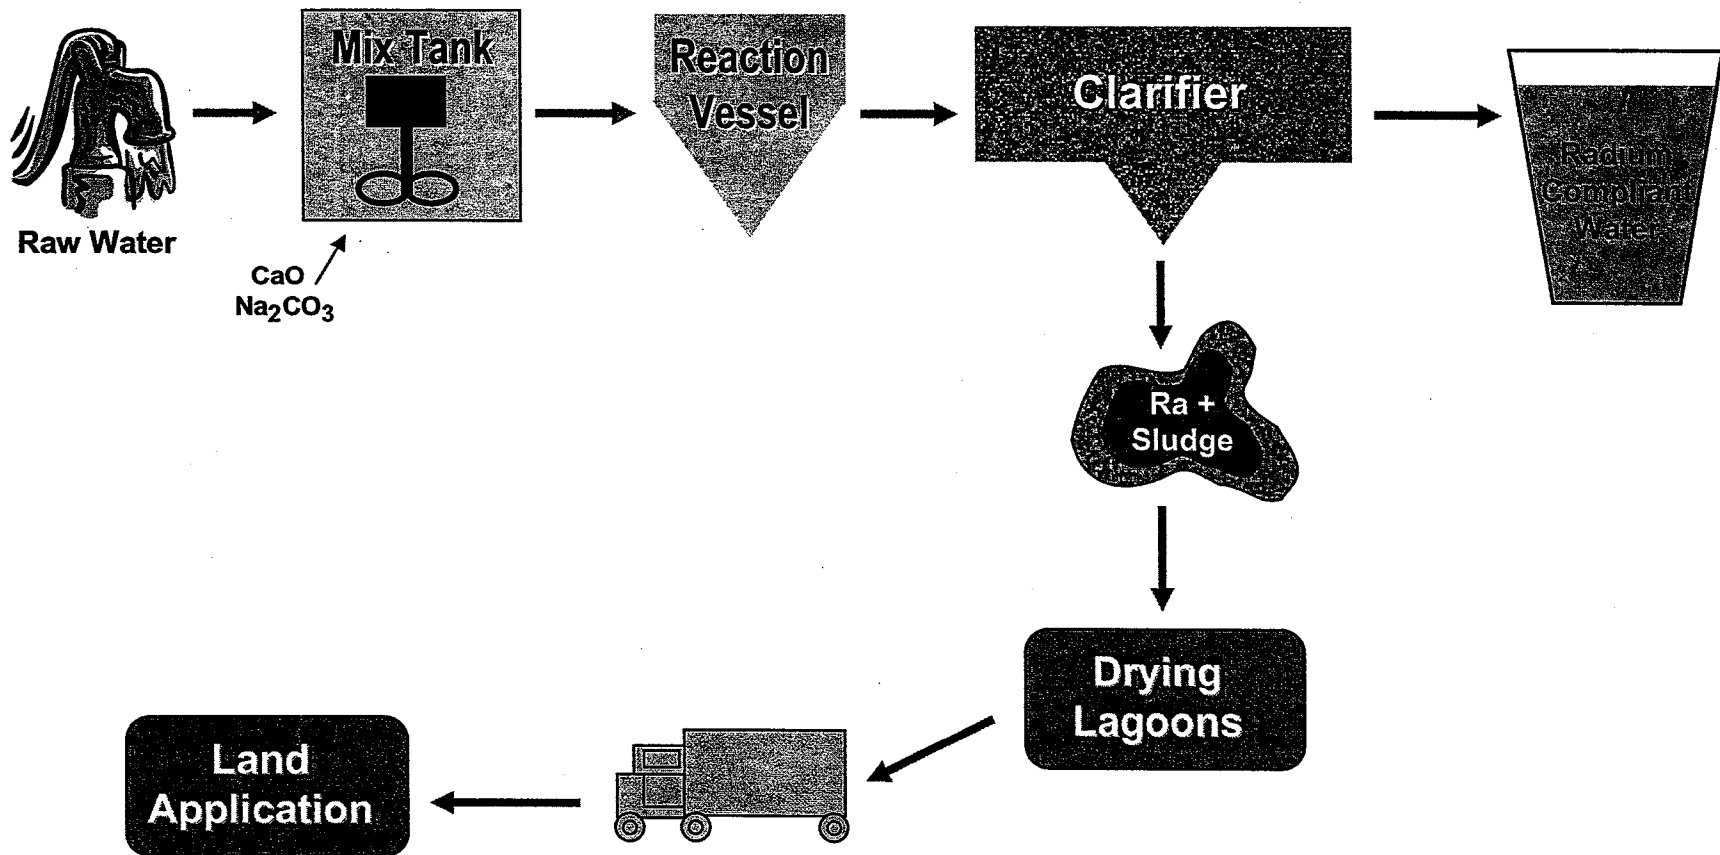 Mix Tank
Reaction
Vessel
Clarifier
Radium
Compliant
Water
Raw Water
CaO
Na₂CO₃
Ra +
Sludge
Drying
Lagoons
Land
Application